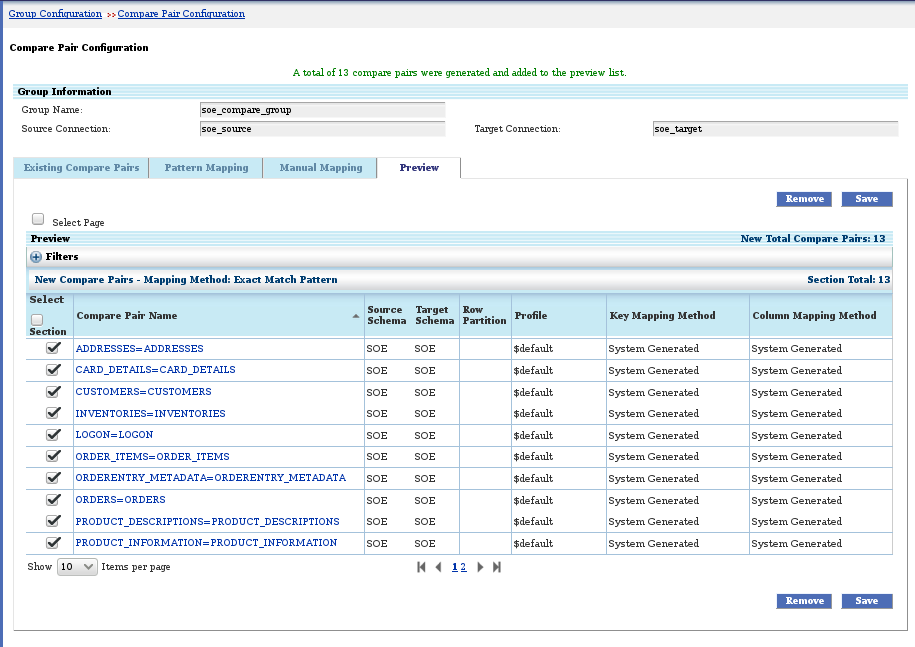 Group Configuration >> Compare Pair Configuration
Compare Pair Configuration
A total of 13 compare pairs were generated and added to the preview list.
Group Information
Group Name: soe_compare_group
Source Connection: soe_source Target Connection: soe_target
Existing Compare Pairs Pattern Mapping Manual Mapping Preview
Remove Save
Select Page
Preview New Total Compare Pairs: 13
Filters
New Compare Pairs - Mapping Method: Exact Match Pattern Section Total: 13
Select Section Compare Pair Name Source Schema Target Schema Row Partition Profile Key Mapping Method Column Mapping Method
ADDRESSES=ADDRESSES SOE SOE $default System Generated System Generated
CARD_DETAILS=CARD_DETAILS SOE SOE $default System Generated System Generated
CUSTOMERS=CUSTOMERS SOE SOE $default System Generated System Generated
INVENTORIES=INVENTORIES SOE SOE $default System Generated System Generated
LOGON=LOGON SOE SOE $default System Generated System Generated
ORDER_ITEMS=ORDER_ITEMS SOE SOE $default System Generated System Generated
ORDERENTRY_METADATA=ORDERENTRY_METADATA SOE SOE $default System Generated System Generated
ORDERS=ORDERS SOE SOE $default System Generated System Generated
PRODUCT_DESCRIPTIONS=PRODUCT_DESCRIPTIONS SOE SOE $default System Generated System Generated
PRODUCT_INFORMATION=PRODUCT_INFORMATION SOE SOE $default System Generated System Generated
Show 10 Items per page 1 2
Remove Save